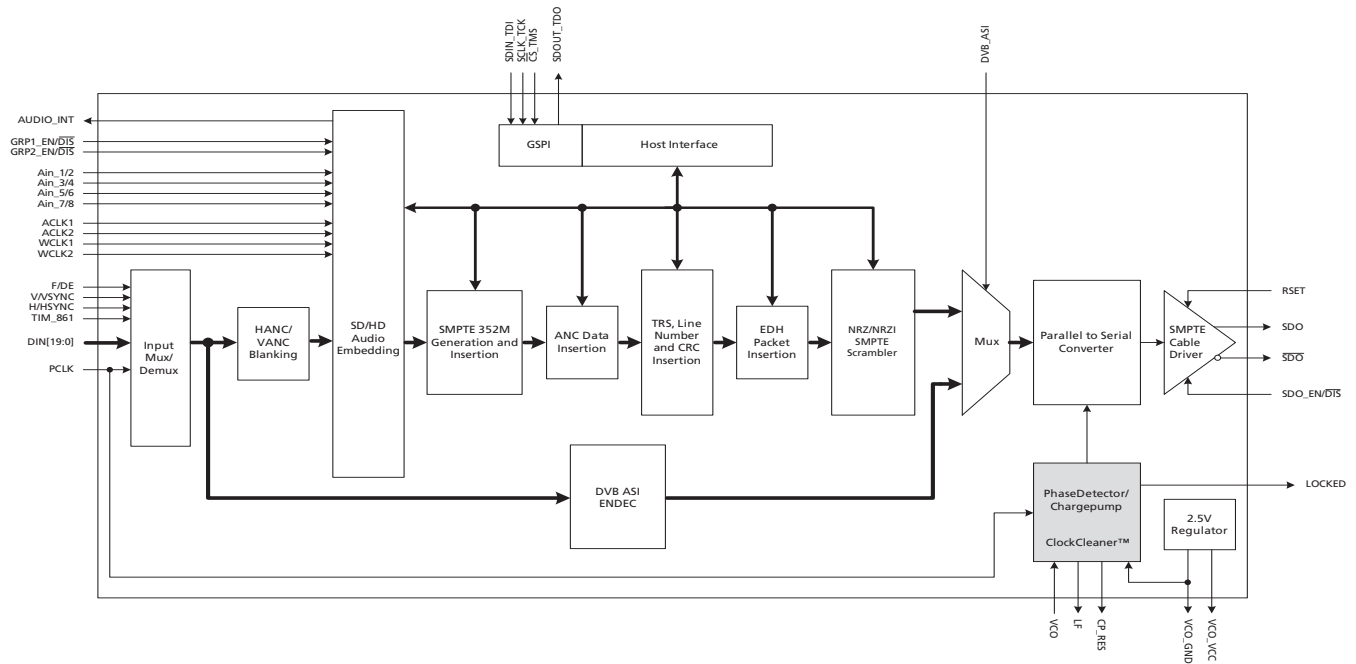 SDIN_TDI
SCLK_TCK
CS_TMS
SDOUT_TDO
DVB_ASI
AUDIO_INT
GRP1_EN/DIS
GRP2_EN/DIS
Ain_1/2
Ain_3/4
Ain_5/6
Ain_7/8
ACLK1
ACLK2
WCLK1
WCLK2
F/DE
V/VSYNC
H/HSYNC
TIM_861
DIN[19:0]
PCLK
GSPI
Host Interface
Input
Mux/
Demux
HANC/
VANC
Blanking
SD/HD
Audio
Embedding
SMPTE 352M
Generation and
Insertion
ANC Data
Insertion
TRS, Line
Number
and CRC
Insertion
EDH
Packet
Insertion
NRZ/NRZI
SMPTE
Scrambler
Mux
Parallel to Serial
Converter
SMPTE
Cable
Driver
RSET
SDO
SDO
SDO_EN/DIS
DVB ASI
ENDEC
PhaseDetector/
Chargepump
ClockCleaner™
2.5V
Regulator
LOCKED
VCO
LF
CP_RES
VCO_GND
VCO_VCC